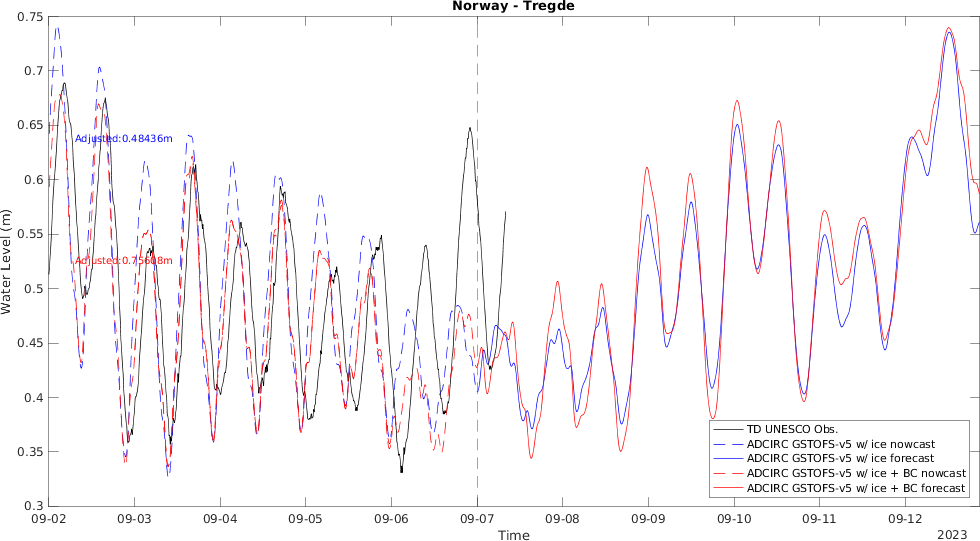 Norway - Tregde
0.75
0.7
0.65
0.6
0.55
0.5
0.45
0.4
0.35
0.3
Water Level (m)
Adjusted:0.48436m
Adjusted:0.75608m
TD UNESCO Obs.
ADCIRC GSTOFS-v5 w/ ice nowcast
ADCIRC GSTOFS-v5 w/ ice forecast
ADCIRC GSTOFS-v5 w/ ice + BC nowcast
ADCIRC GSTOFS-v5 w/ ice + BC forecast
09-02 09-03 09-04 09-05 09-06 09-07 09-08 09-09 09-10 09-11 09-12
Time
2023